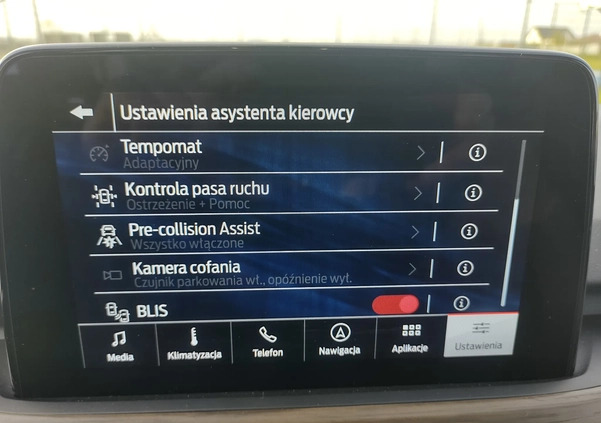 Ustawienia asystenta kierowcy
Tempomat
Adaptacyjny
Kontrola pasa ruchu
Ostrzeżenie + Pomoc
Pre-collision Assist
Wszystko włączone
Kamera cofania
Czujnik parkowania wł., opóźnienie wył.
BLIS
Media
Klimatyzacja
Telefon
Nawigacja
Aplikacje
Ustawienia